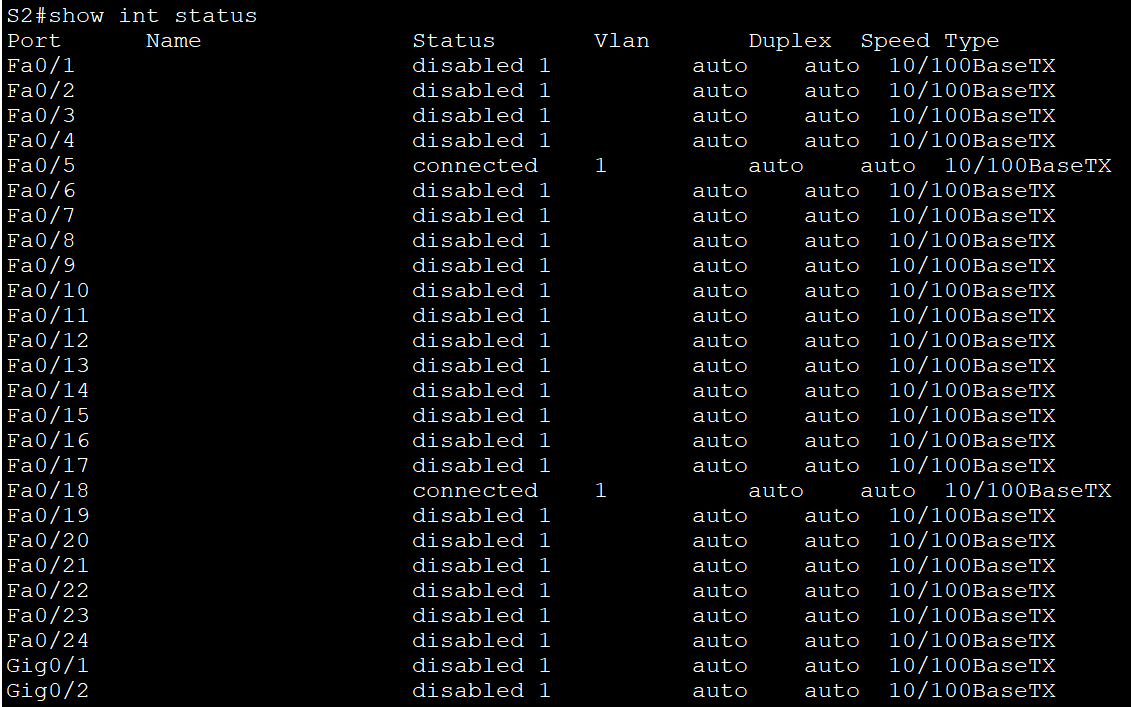 S2#show int status
Port      Name               Status       Vlan       Duplex  Speed Type
Fa0/1                        disabled 1          auto    auto  10/100BaseTX
Fa0/2                        disabled 1          auto    auto  10/100BaseTX
Fa0/3                        disabled 1          auto    auto  10/100BaseTX
Fa0/4                        disabled 1          auto    auto  10/100BaseTX
Fa0/5                        connected    1          auto    auto  10/100BaseTX
Fa0/6                        disabled 1          auto    auto  10/100BaseTX
Fa0/7                        disabled 1          auto    auto  10/100BaseTX
Fa0/8                        disabled 1          auto    auto  10/100BaseTX
Fa0/9                        disabled 1          auto    auto  10/100BaseTX
Fa0/10                       disabled 1          auto    auto  10/100BaseTX
Fa0/11                       disabled 1          auto    auto  10/100BaseTX
Fa0/12                       disabled 1          auto    auto  10/100BaseTX
Fa0/13                       disabled 1          auto    auto  10/100BaseTX
Fa0/14                       disabled 1          auto    auto  10/100BaseTX
Fa0/15                       disabled 1          auto    auto  10/100BaseTX
Fa0/16                       disabled 1          auto    auto  10/100BaseTX
Fa0/17                       disabled 1          auto    auto  10/100BaseTX
Fa0/18                       connected    1          auto    auto  10/100BaseTX
Fa0/19                       disabled 1          auto    auto  10/100BaseTX
Fa0/20                       disabled 1          auto    auto  10/100BaseTX
Fa0/21                       disabled 1          auto    auto  10/100BaseTX
Fa0/22                       disabled 1          auto    auto  10/100BaseTX
Fa0/23                       disabled 1          auto    auto  10/100BaseTX
Fa0/24                       disabled 1          auto    auto  10/100BaseTX
Gig0/1                       disabled 1          auto    auto  10/100BaseTX
Gig0/2                       disabled 1          auto    auto  10/100BaseTX